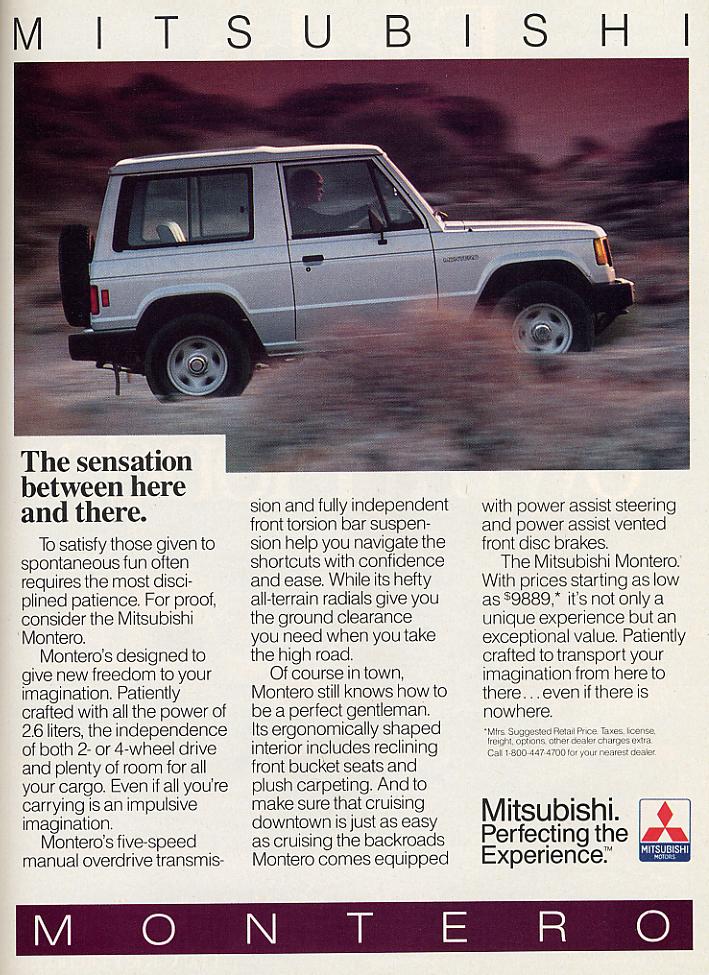 MITSUBISHI
MONTERO
The sensation
between here
and there.
To satisfy those given to
spontaneous fun often
requires the most disci-
plined patience. For proof,
consider the Mitsubishi
Montero.
Montero's designed to
give new freedom to your
imagination. Patiently
crafted with all the power of
2.6 liters, the independence
of both 2- or 4-wheel drive
and plenty of room for all
your cargo. Even if all you're
carrying is an impulsive
imagination.
Montero's five-speed
manual overdrive transmis-
sion and fully independent
front torsion bar suspen-
sion help you navigate the
shortcuts with confidence
and ease. While its hefty
all-terrain radials give you
the ground clearance
you need when you take
the high road.
Of course in town,
Montero still knows how to
be a perfect gentleman.
Its ergonomically shaped
interior includes reclining
front bucket seats and
plush carpeting. And to
make sure that cruising
downtown is just as easy
as cruising the backroads
Montero comes equipped
with power assist steering
and power assist vented
front disc brakes.
The Mitsubishi Montero.
With prices starting as low
as $9889,* it's not only a
unique experience but an
exceptional value. Patiently
crafted to transport your
imagination from here to
there...even if there is
nowhere.
*Mfrs. Suggested Retail Price. Taxes, license,
freight, options, other dealer charges extra.
Call 1-800-447-4700 for your nearest dealer.
Mitsubishi.
Perfecting the
Experience.™
MITSUBISHI
MOTORS
MONTERO